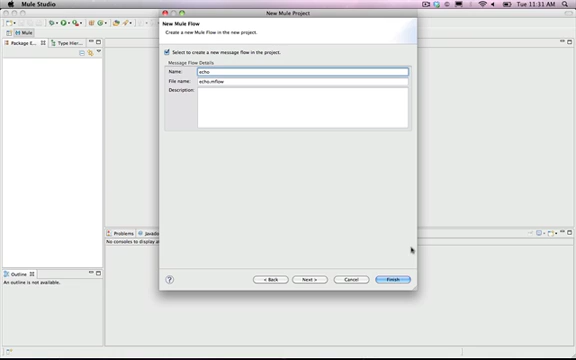 Mule Studio
Tue 11:31 AM
New Mule Project
Mule
New Mule Flow
Create a new Mule Flow in the new project.
Package E...
Type Hier...
Select to create a new message flow in the project.
Message Flow Details
Name:
echo
File name:
echo.mflow
Description:
Problems
No consoles to display a
Outline
An outline is not available.
?
< Back
Next >
Cancel
Finish